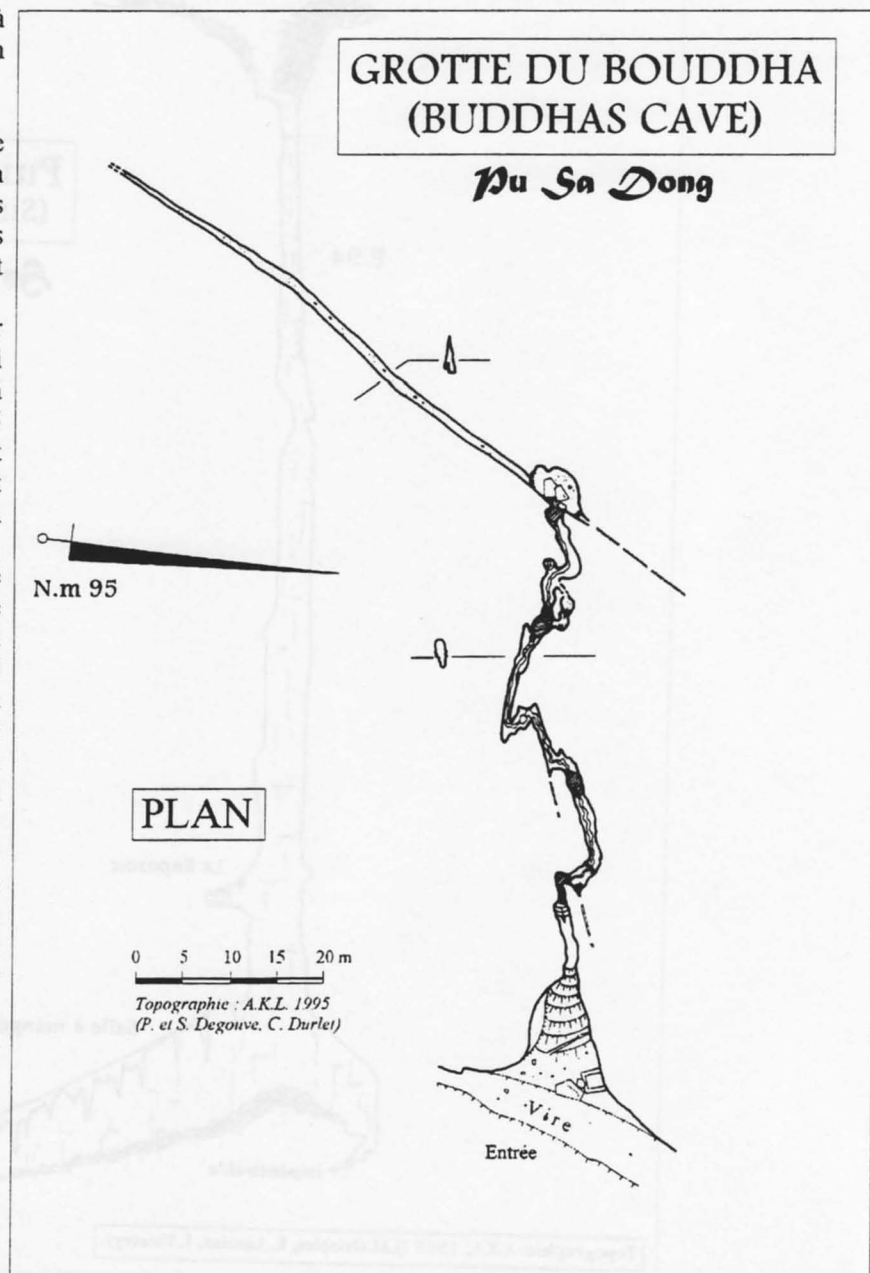 GROTTE DU BOUDDHA
(BUDDHAS CAVE)
Pu Sa Dong
N.m 95
PLAN
0 5 10 15 20 m
Topographie : A.K.L. 1995
(P. et S. Degouve. C. Durlet)
Vire
Entrée